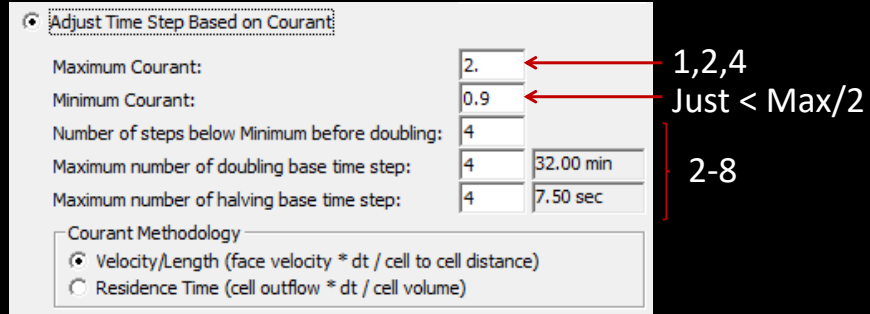 Adjust Time Step Based on Courant
Maximum Courant: 2. 1,2,4
Minimum Courant: 0.9 Just < Max/2
Number of steps below Minimum before doubling: 4
Maximum number of doubling base time step: 4 32.00 min 2-8
Maximum number of halving base time step: 4 7.50 sec
Courant Methodology
Velocity/Length (face velocity * dt / cell to cell distance)
Residence Time (cell outflow * dt / cell volume)